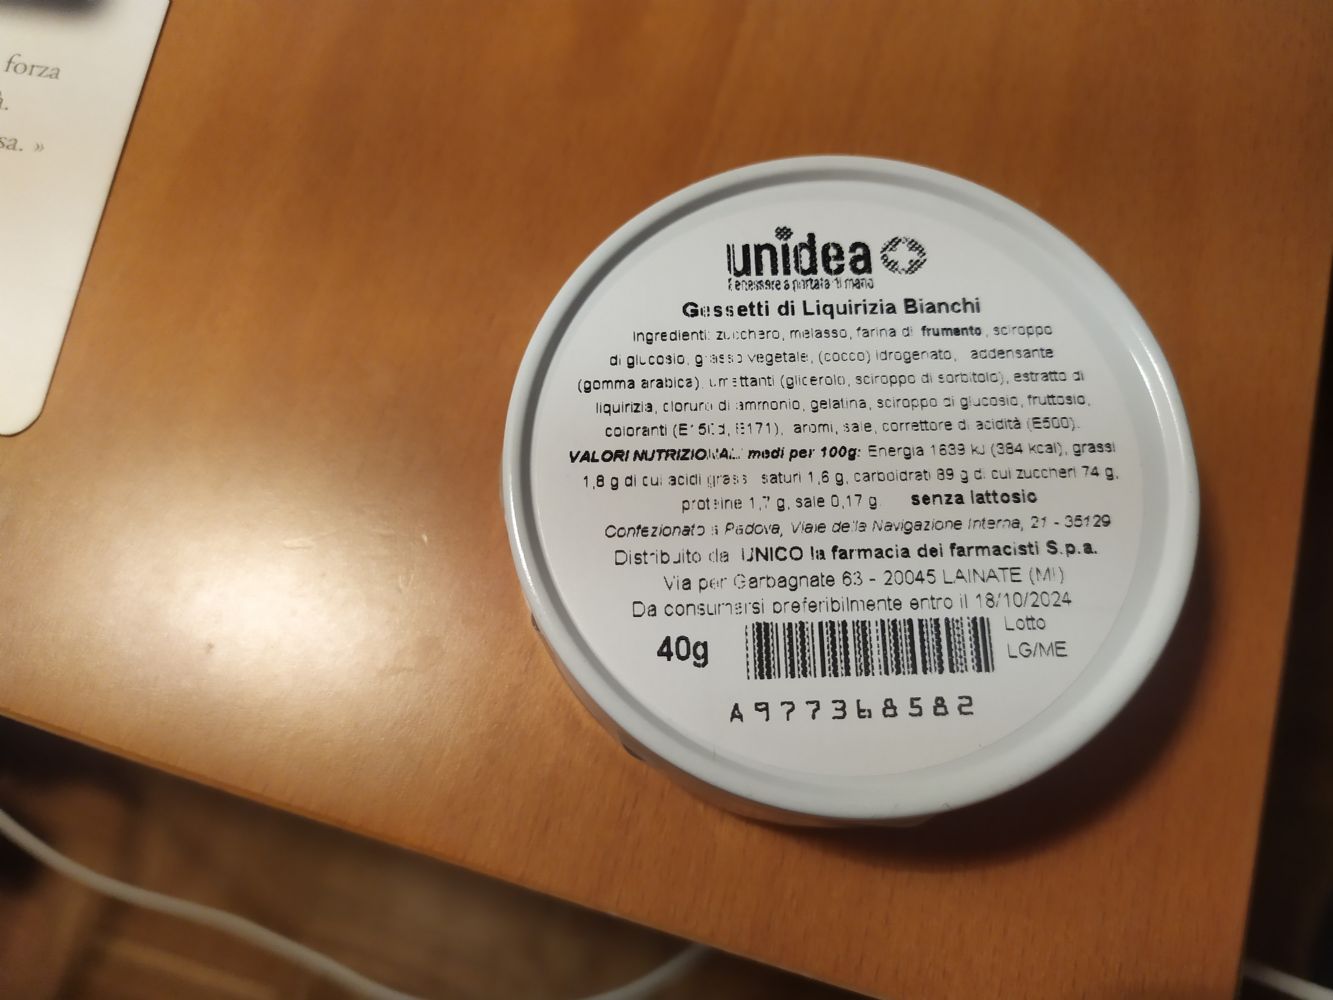 forza
sa. »
unidea
Gessetti di Liquirizia Bianchi
Ingredienti: zucchero, melasso, farina di frumento, sciroppo
di glucosio, grasso vegetale, (cocco) idrogenato, addensante
(gomma arabica), umettanti (glicerolo, sciroppo di sorbitolo), estratto di
liquirizia, cloruro di ammonio, gelatina, sciroppo di glucosio, fruttosio,
coloranti (E150d, E171), aromi, sale, correttore di acidità (E500).
VALORI NUTRIZIONALI medi per 100g: Energia 1639 kJ (384 kcal), grassi
1,8 g di cui acidi grassi saturi 1,6 g, carboidrati 89 g di cui zuccheri 74 g,
proteine 1,7 g, sale 0,17 g senza lattosio
Confezionato a Padova, Viale della Navigazione Interna, 21 - 35129
Distribuito da UNICO la farmacia dei farmacisti S.p.a.
Via per Garbagnate 63 - 20045 LAINATE (MI)
Da consumarsi preferibilmente entro il 18/10/2024
40g
Lotto
LG/ME
A977368582